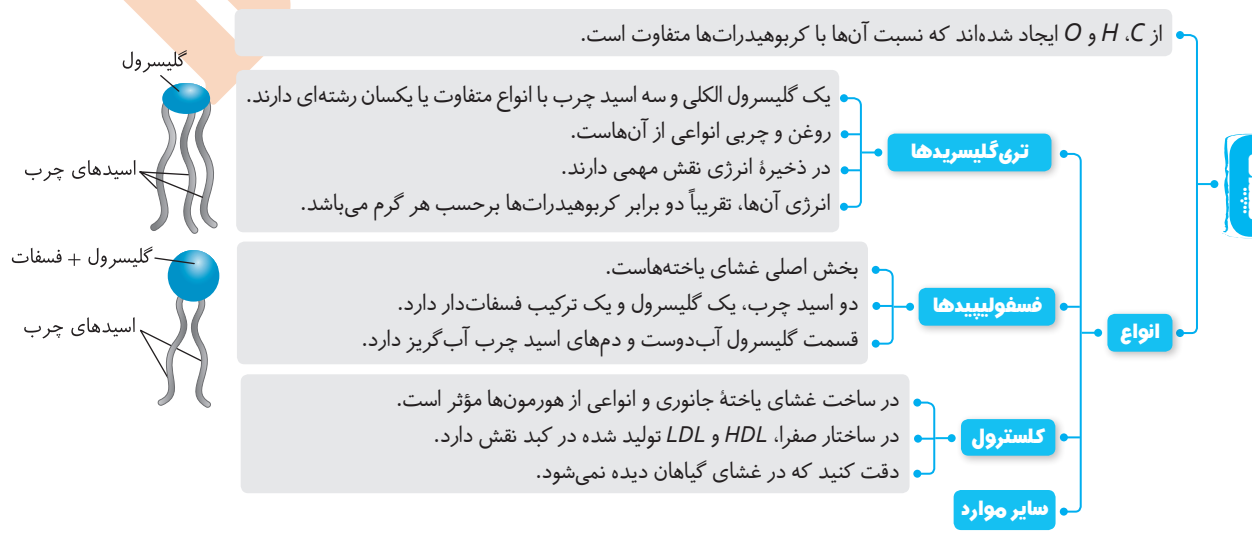 از C، H و O ایجاد شده‌اند که نسبت آن‌ها با کربوهیدرات‌ها متفاوت است.
انواع
تری‌گلیسریدها
یک گلیسرول الکلی و سه اسید چرب با انواع متفاوت یا یکسان رشته‌ای دارند.
روغن و چربی انواعی از آن‌هاست.
در ذخیرهٔ انرژی نقش مهمی دارند.
انرژی آن‌ها، تقریباً دو برابر کربوهیدرات‌ها برحسب هر گرم می‌باشد.
گلیسرول
اسیدهای چرب
فسفولیپیدها
بخش اصلی غشای یاخته‌هاست.
دو اسید چرب، یک گلیسرول و یک ترکیب فسفات‌دار دارد.
قسمت گلیسرول آب‌دوست و دم‌های اسید چرب آب‌گریز دارد.
گلیسرول + فسفات
اسیدهای چرب
کلسترول
در ساخت غشای یاختهٔ جانوری و انواعی از هورمون‌ها مؤثر است.
در ساختار صفرا، HDL و LDL تولید شده در کبد نقش دارد.
دقت کنید که در غشای گیاهان دیده نمی‌شود.
سایر موارد